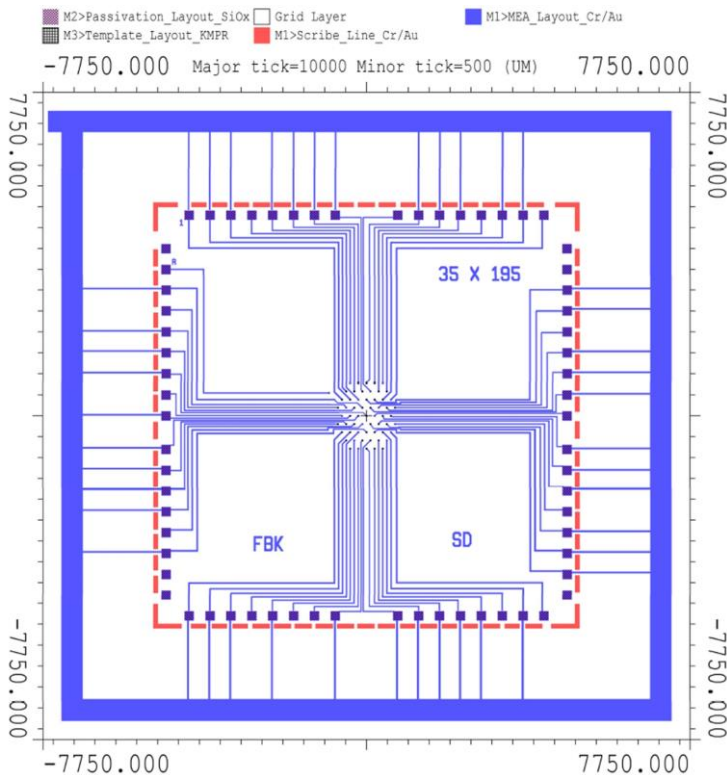 M2>Passivation_Layout_SiOx Grid Layer M1>MEA_Layout_Cr/Au
M3>Template_Layout_KMPR M1>Scribe_Line_Cr/Au
-7750.000 Major tick=10000 Minor tick=500 (UM) 7750.000
7750.000
7750.000
1
R
35 X 195
FBK
SD
-7750.000
-7750.000
-7750.000
7750.000